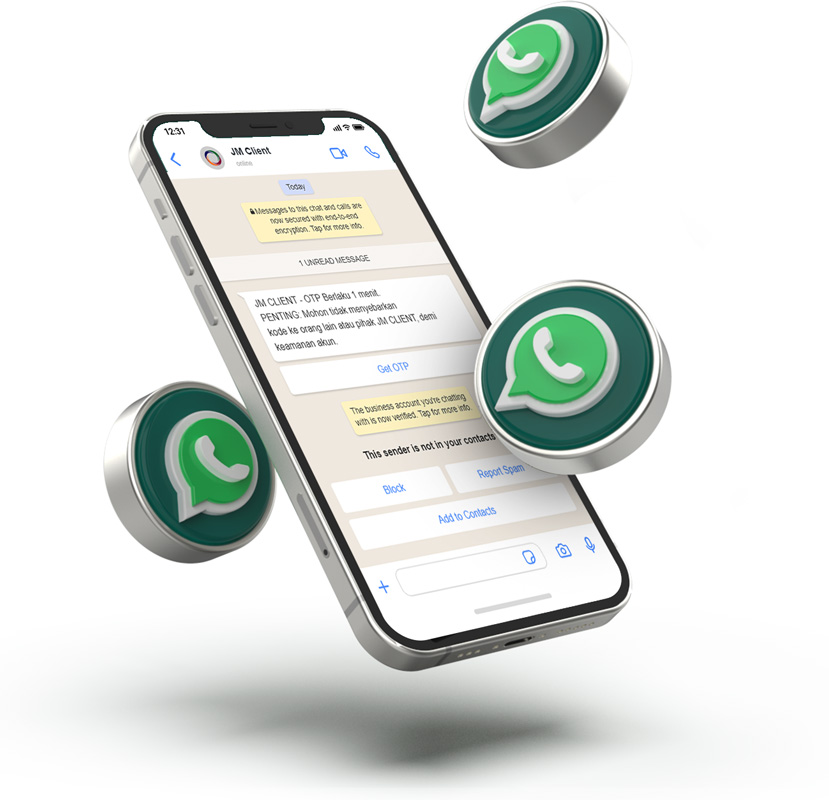 12:31
JM Client
online
Today
Messages to this chat and calls are
now secured with end-to-end
encryption. Tap for more info.
1 UNREAD MESSAGE
JM CLIENT - OTP Berlaku 1 menit.
PENTING: Mohon tidak menyebarkan
kode ke orang lain atau pihak JM CLIENT, demi
keamanan akun.
Get OTP
The business account you're chatting
with is now verified. Tap for more info.
This sender is not in your contacts
Block
Report Spam
Add to Contacts